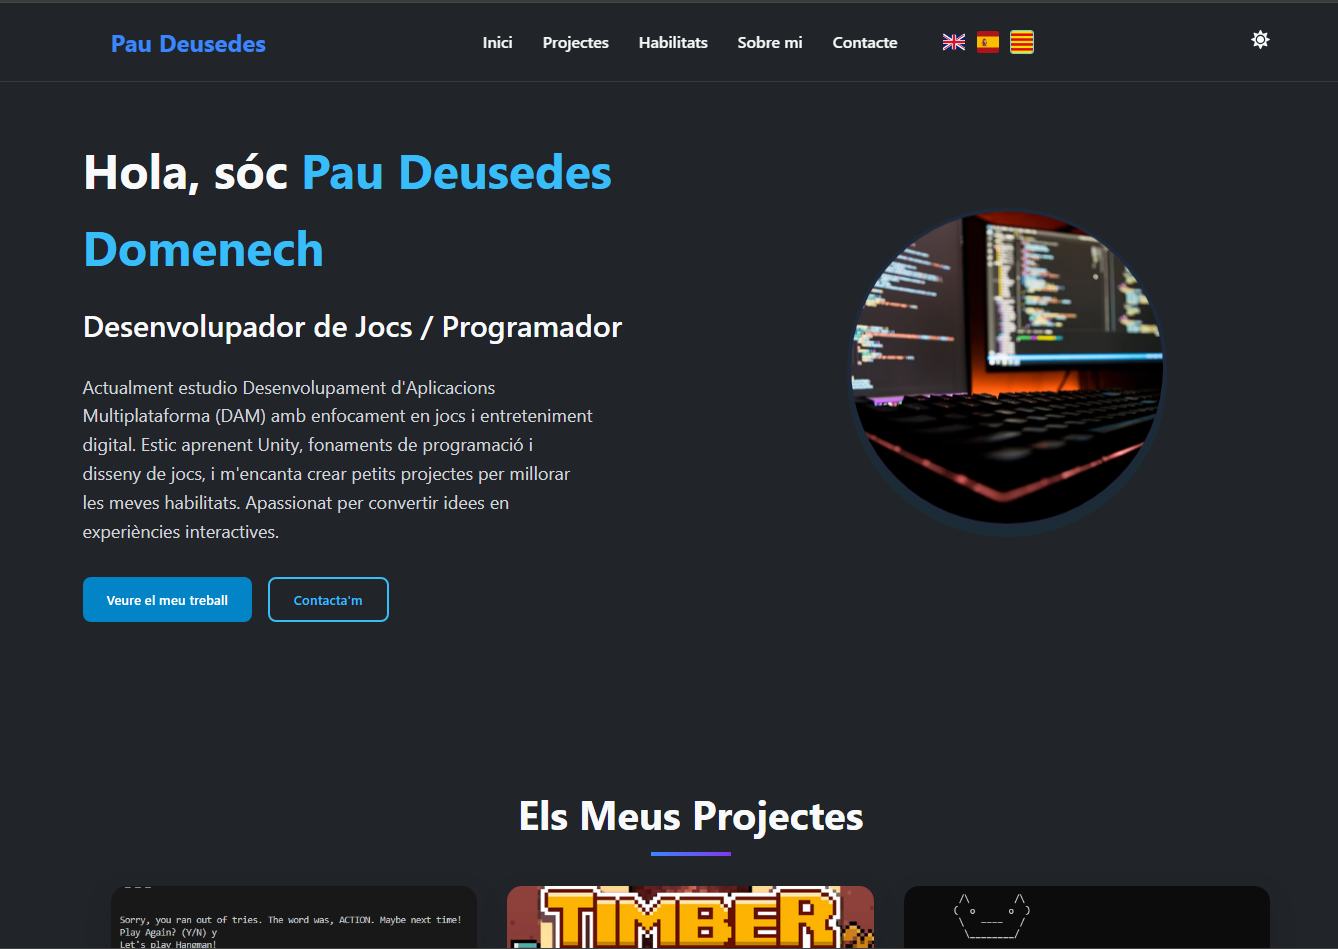 Pau Deusedes
Inici Projectes Habilitats Sobre mi Contacte
Hola, sóc Pau Deusedes
Domenech
Desenvolupador de Jocs / Programador
Actualment estudio Desenvolupament d'Aplicacions
Multiplataforma (DAM) amb enfocament en jocs i entreteniment
digital. Estic aprenent Unity, fonaments de programació i
disseny de jocs, i m'encanta crear petits projectes per millorar
les meves habilitats. Apassionat per convertir idees en
experiències interactives.
Veure el meu treball Contacta'm
Els Meus Projectes
Sorry, you ran out of tries. The word was, ACTION. Maybe next time!
Play Again? (Y/N) y
Let's play Hangman!
TIMBER